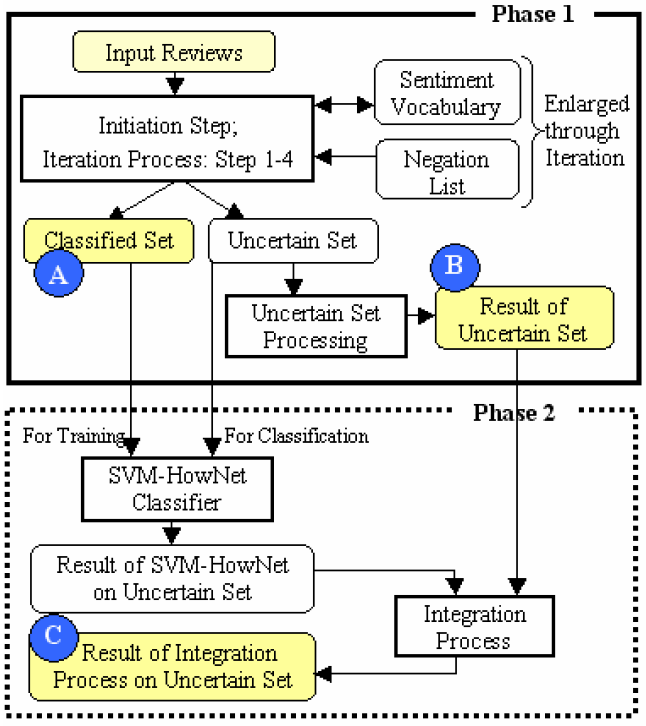 Phase 1
Input Reviews
Sentiment
Vocabulary
Initiation Step;
Iteration Process: Step 1-4
Enlarged
through
Iteration
Negation
List
Classified Set
Uncertain Set
A
B
Uncertain Set
Processing
Result of
Uncertain Set
Phase 2
For Training
For Classification
SVM-HowNet
Classifier
Result of SVM-HowNet
on Uncertain Set
Integration
Process
C
Result of Integration
Process on Uncertain Set